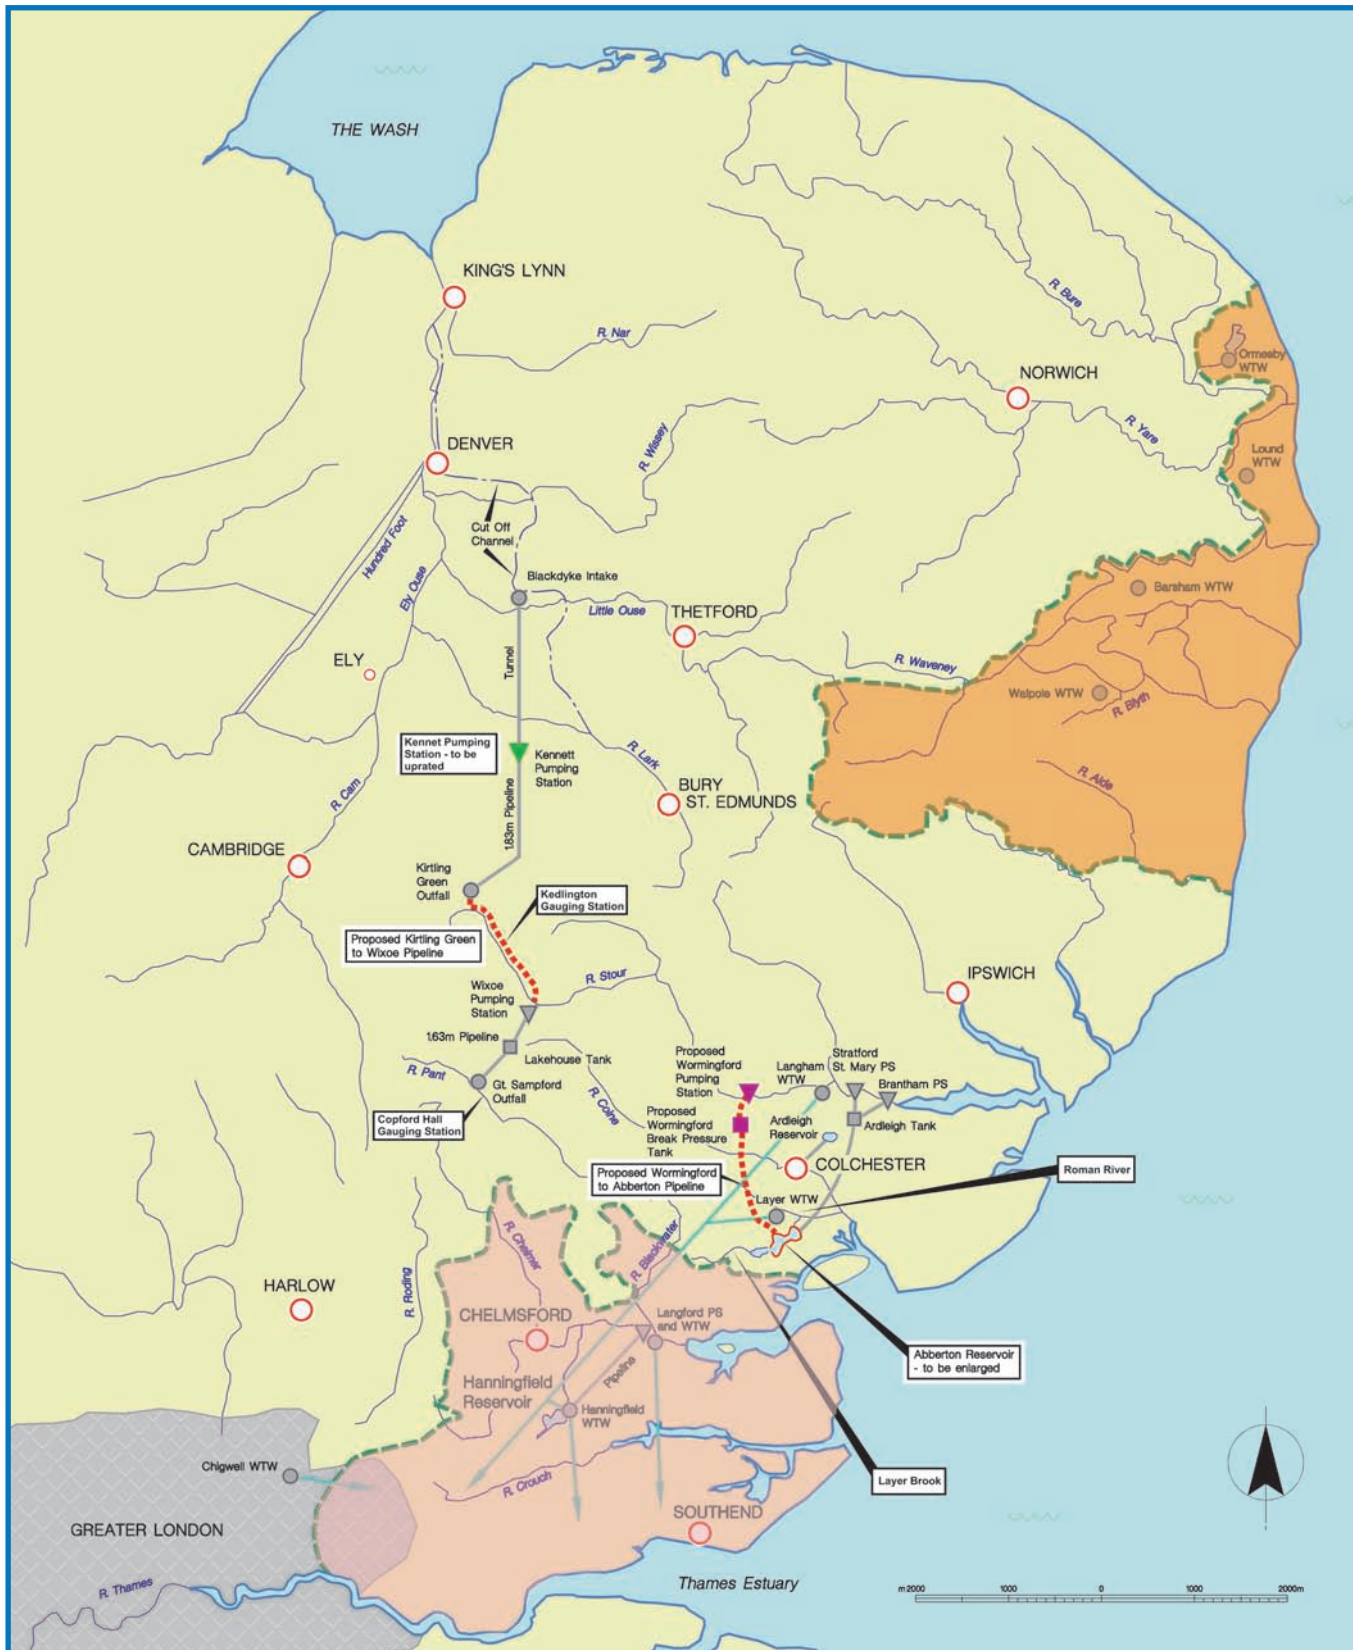 THE WASH
KING'S LYNN
R. Nar
R. Bure
Ormesby
WTW
NORWICH
R. Yare
Lound
WTW
R. Wissey
DENVER
Cut Off
Channel
Hundred Foot
Ely Ouse
Blackdyke Intake
Little Ouse
THETFORD
Barsham WTW
R. Waveney
Walpole WTW
R. Blyth
R. Alde
ELY
Tunnel
Kennet Pumping
Station - to be
uprated
Kennett
Pumping
Station
R. Lark
BURY
ST. EDMUNDS
R. Cam
1.83m Pipeline
CAMBRIDGE
Kirtling
Green
Outfall
Kedlington
Gauging Station
Proposed Kirtling Green
to Wixoe Pipeline
Wixoe
Pumping
Station
R. Stour
IPSWICH
1.63m Pipeline
Lakehouse Tank
R. Pant
Gt. Sampford
Outfall
Copford Hall
Gauging Station
R. Colne
Proposed
Wormingford
Pumping
Station
Langham
WTW
Stratford
St. Mary PS
Brantham PS
Proposed
Wormingford
Break Pressure
Tank
Ardleigh
Reservoir
Ardleigh Tank
COLCHESTER
Proposed Wormingford
to Abberton Pipeline
Roman River
Layer WTW
R. Chelmer
R. Blackwater
R. Roding
HARLOW
CHELMSFORD
Langford PS
and WTW
Abberton Reservoir
- to be enlarged
Pipeline
Hanningfield
Reservoir
Hanningfield
WTW
Layer Brook
Chigwell WTW
R. Crouch
SOUTHEND
GREATER LONDON
R. Thames
Thames Estuary
m 2000 1000 0 1000 2000m